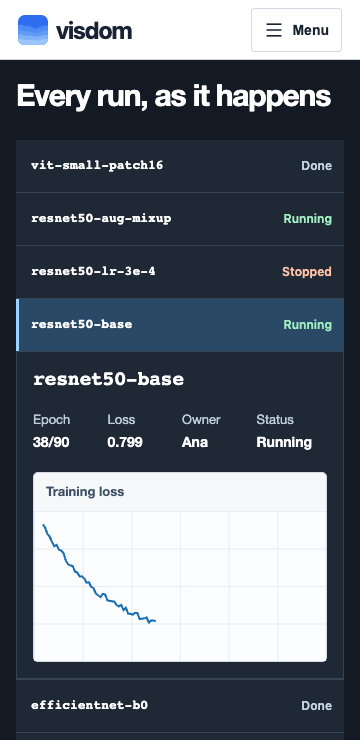 visdom
Menu
Every run, as it happens
vit-small-patch16 Done
resnet50-aug-mixup Running
resnet50-lr-3e-4 Stopped
resnet50-base Running
resnet50-base
Epoch Loss Owner Status
38/90 0.799 Ana Running
Training loss
efficientnet-b0 Done